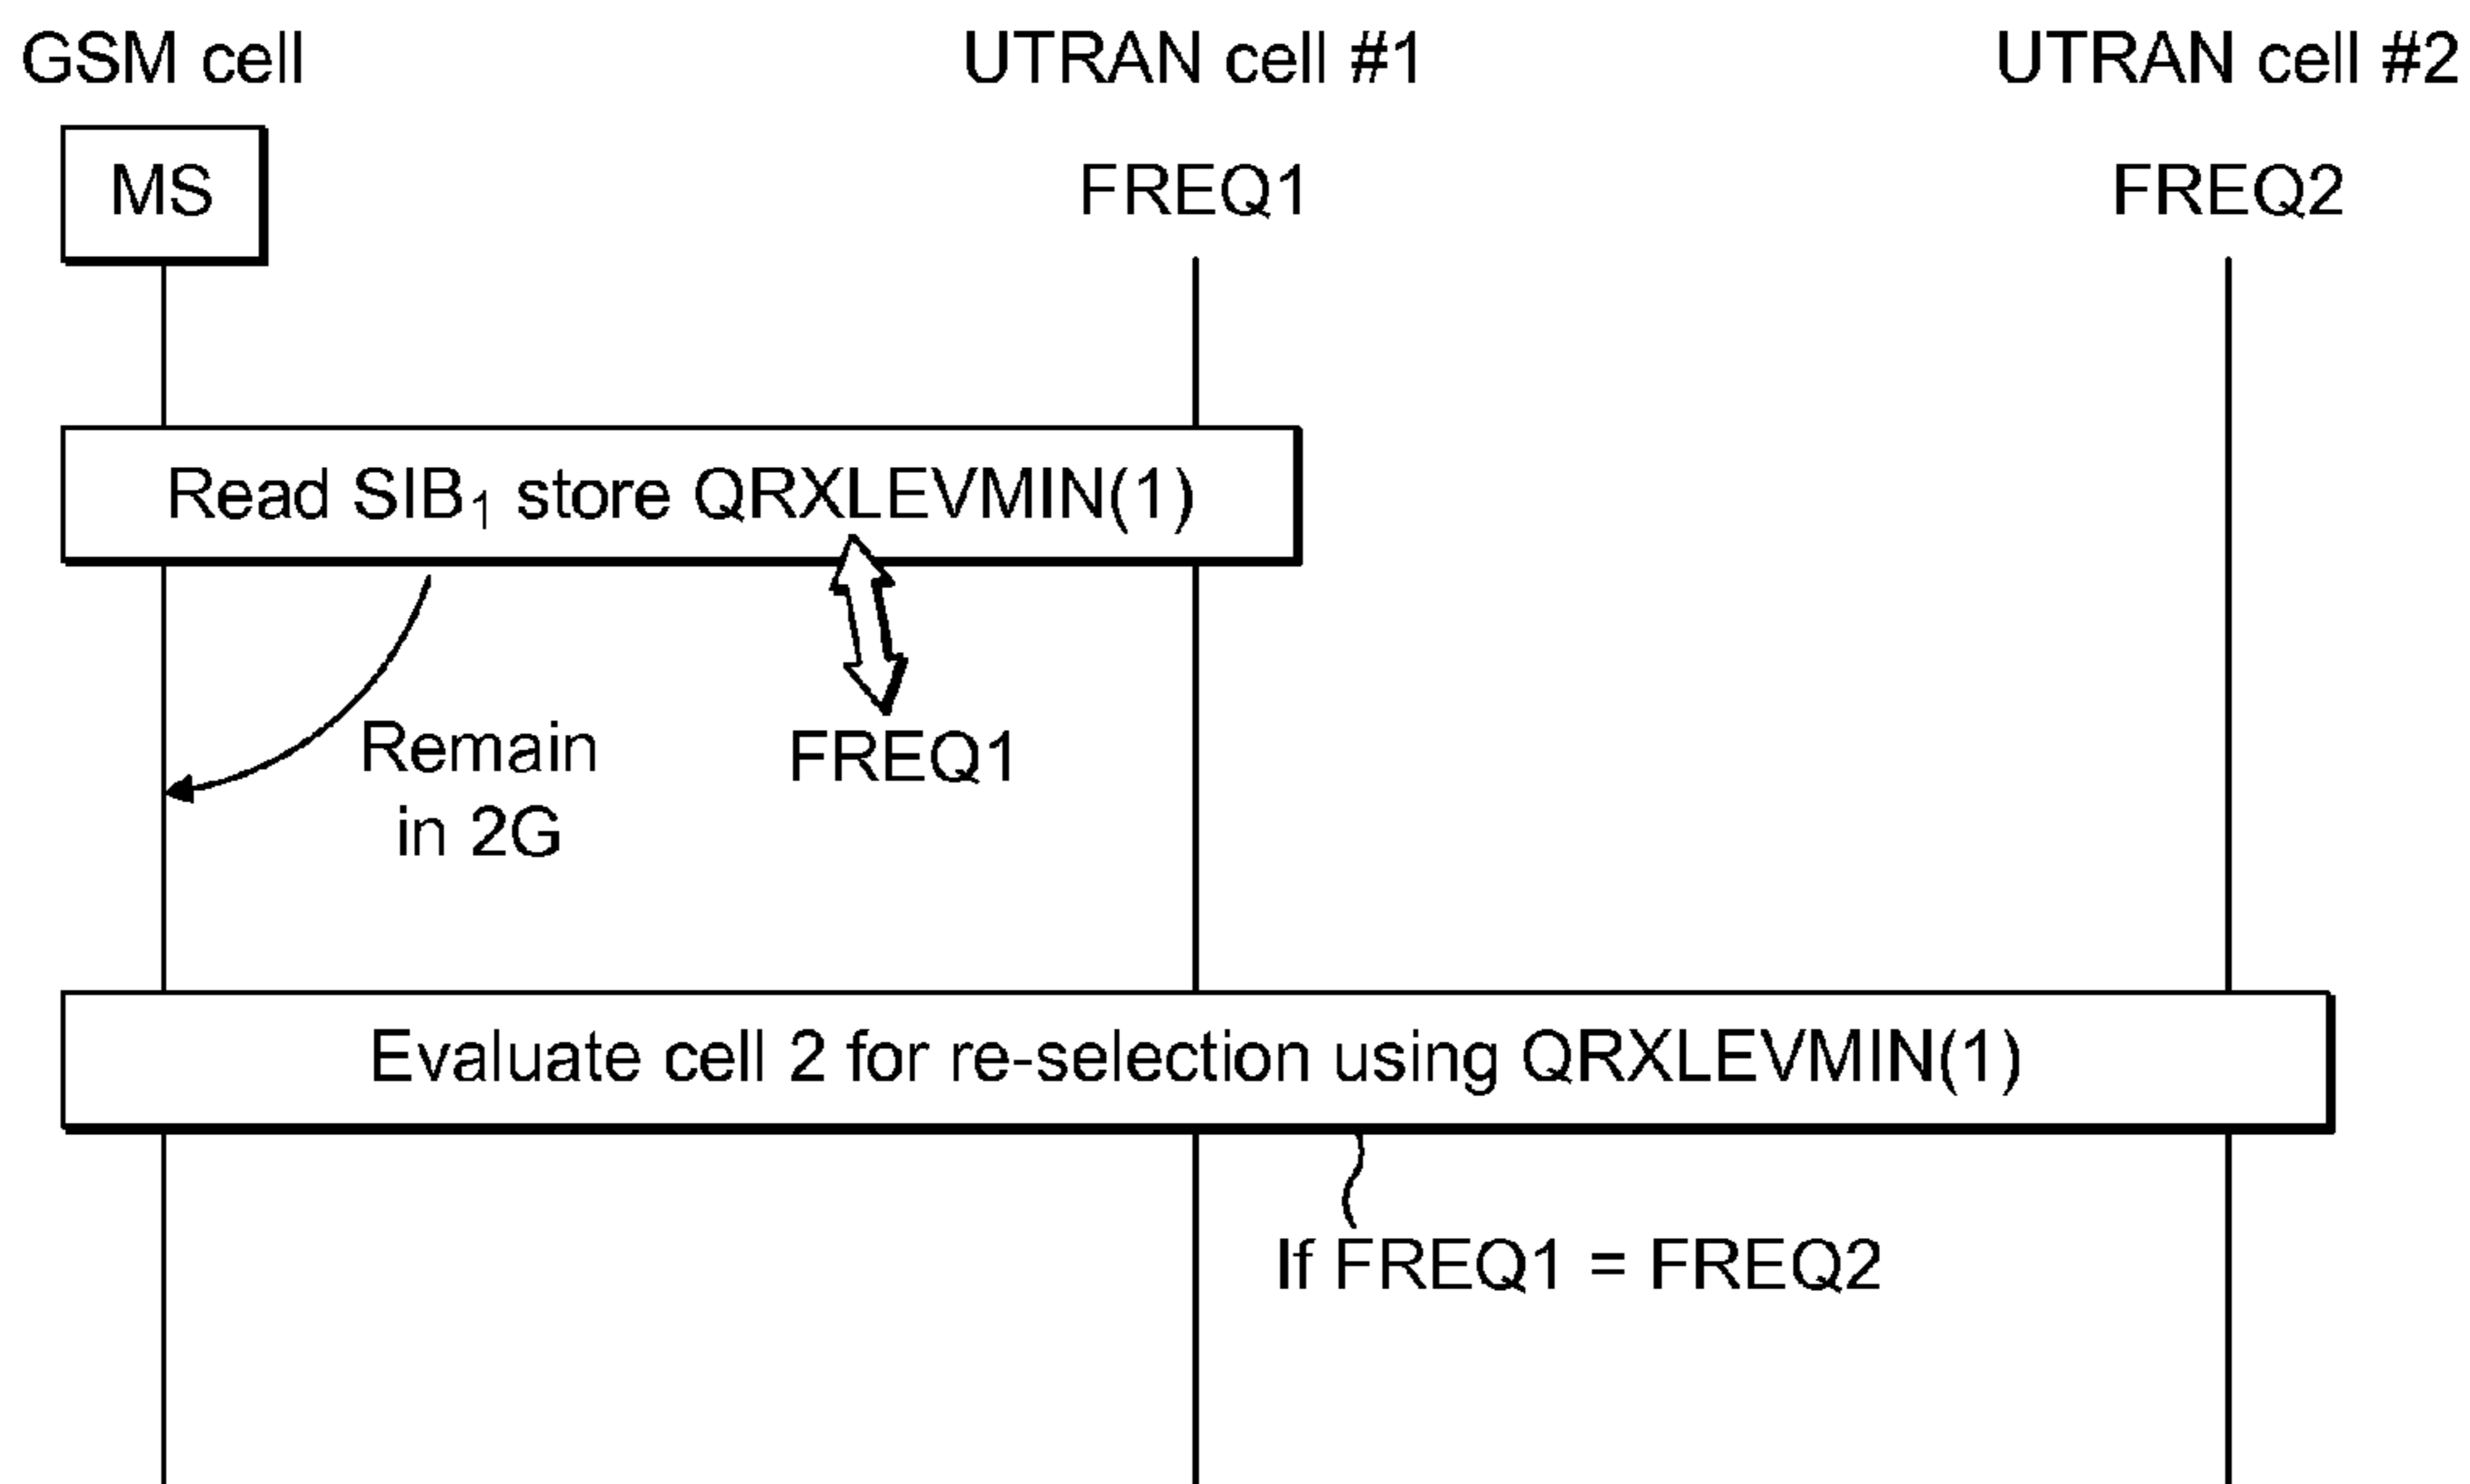 GSM cell
UTRAN cell #1
UTRAN cell #2
MS
FREQ1
FREQ2
Read SIB₁ store QRXLEVMIN(1)
Remain
in 2G
FREQ1
Evaluate cell 2 for re-selection using QRXLEVMIN(1)
If FREQ1 = FREQ2